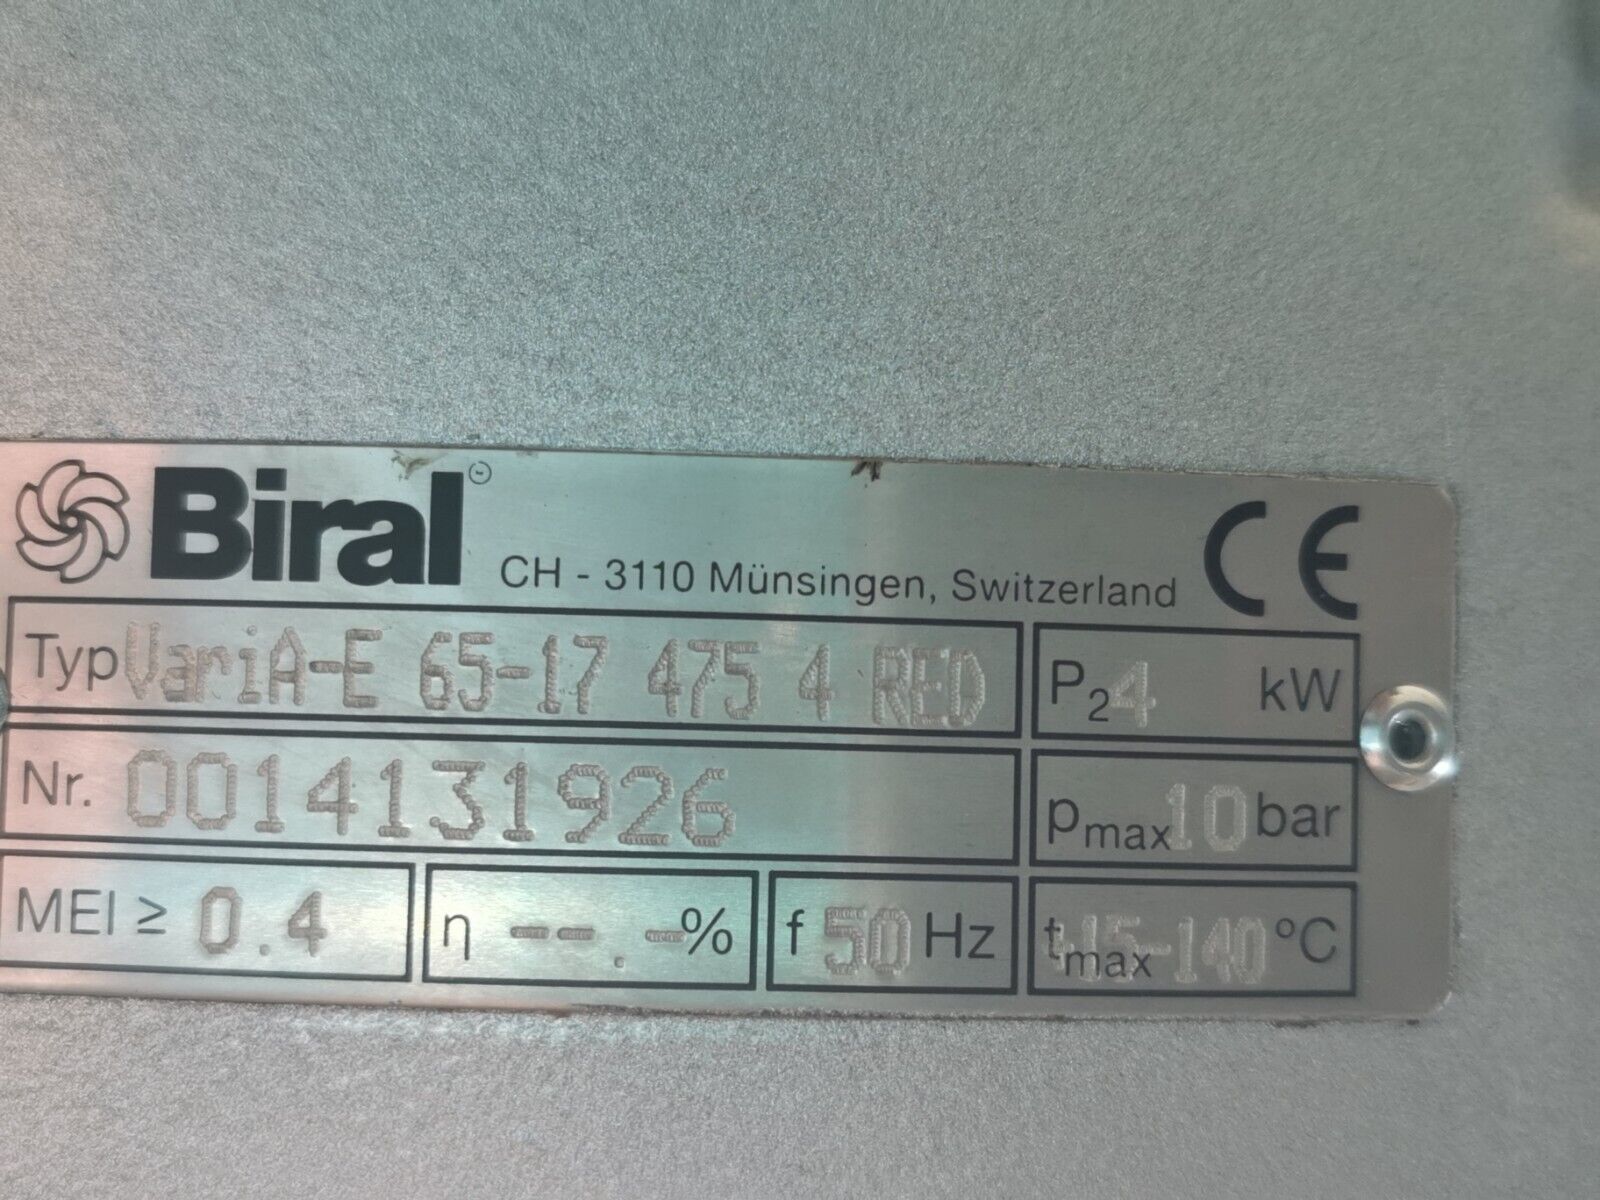 Biral CH - 3110 Münsingen, Switzerland CE
Typ VariA-E 65-17 475 4 RED P2 4 kW
Nr. 0014131926 pmax 10 bar
MEI ≥ 0.4 η --.-% f 50 Hz tmax -15-140 °C